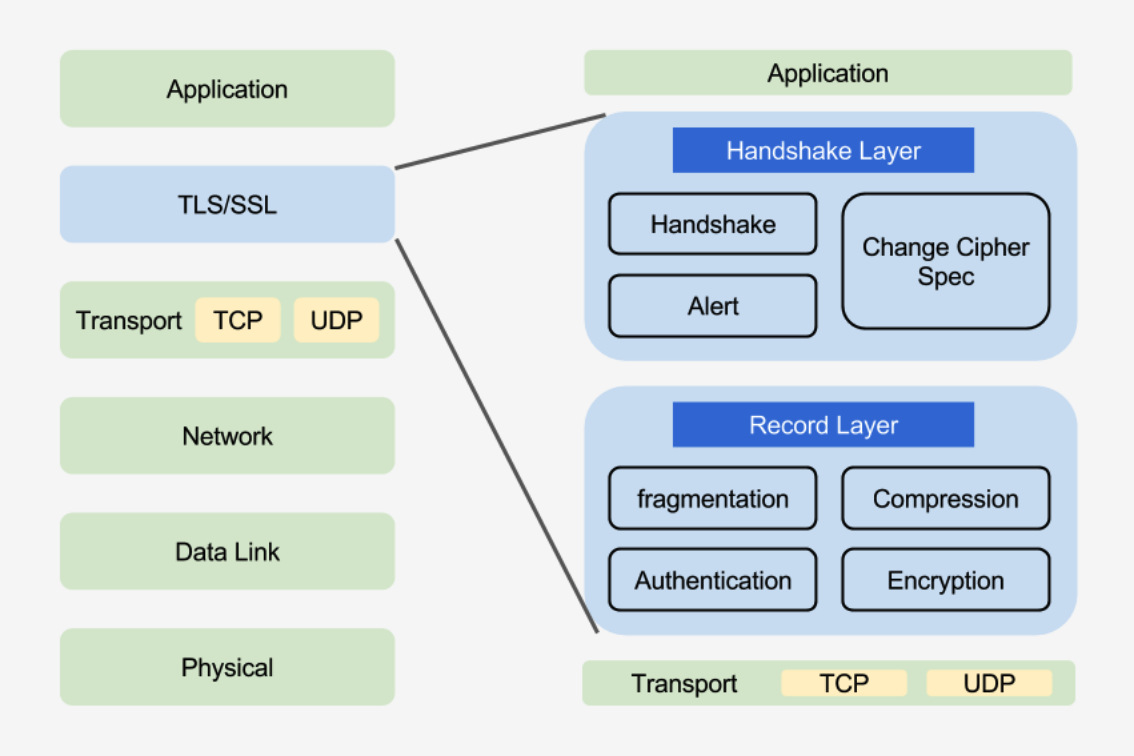 Application
TLS/SSL
Transport TCP UDP
Network
Data Link
Physical
Application
Handshake Layer
Handshake
Alert
Change Cipher
Spec
Record Layer
fragmentation
Compression
Authentication
Encryption
Transport TCP UDP